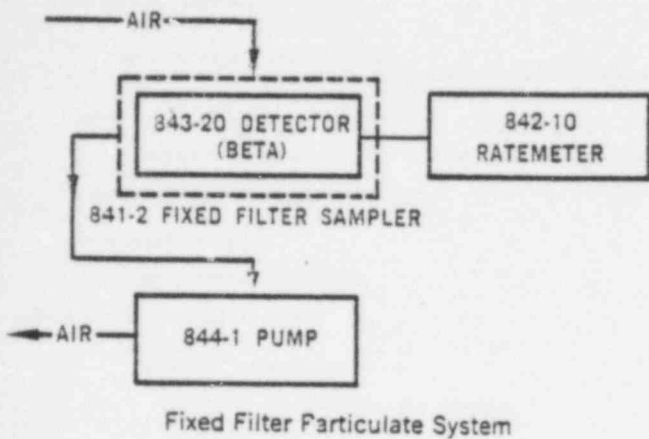 AIR
843-20 DETECTOR
(BETA)
842-10
RATEMETER
841-2 FIXED FILTER SAMPLER
AIR
844-1 PUMP
Fixed Filter Particulate System